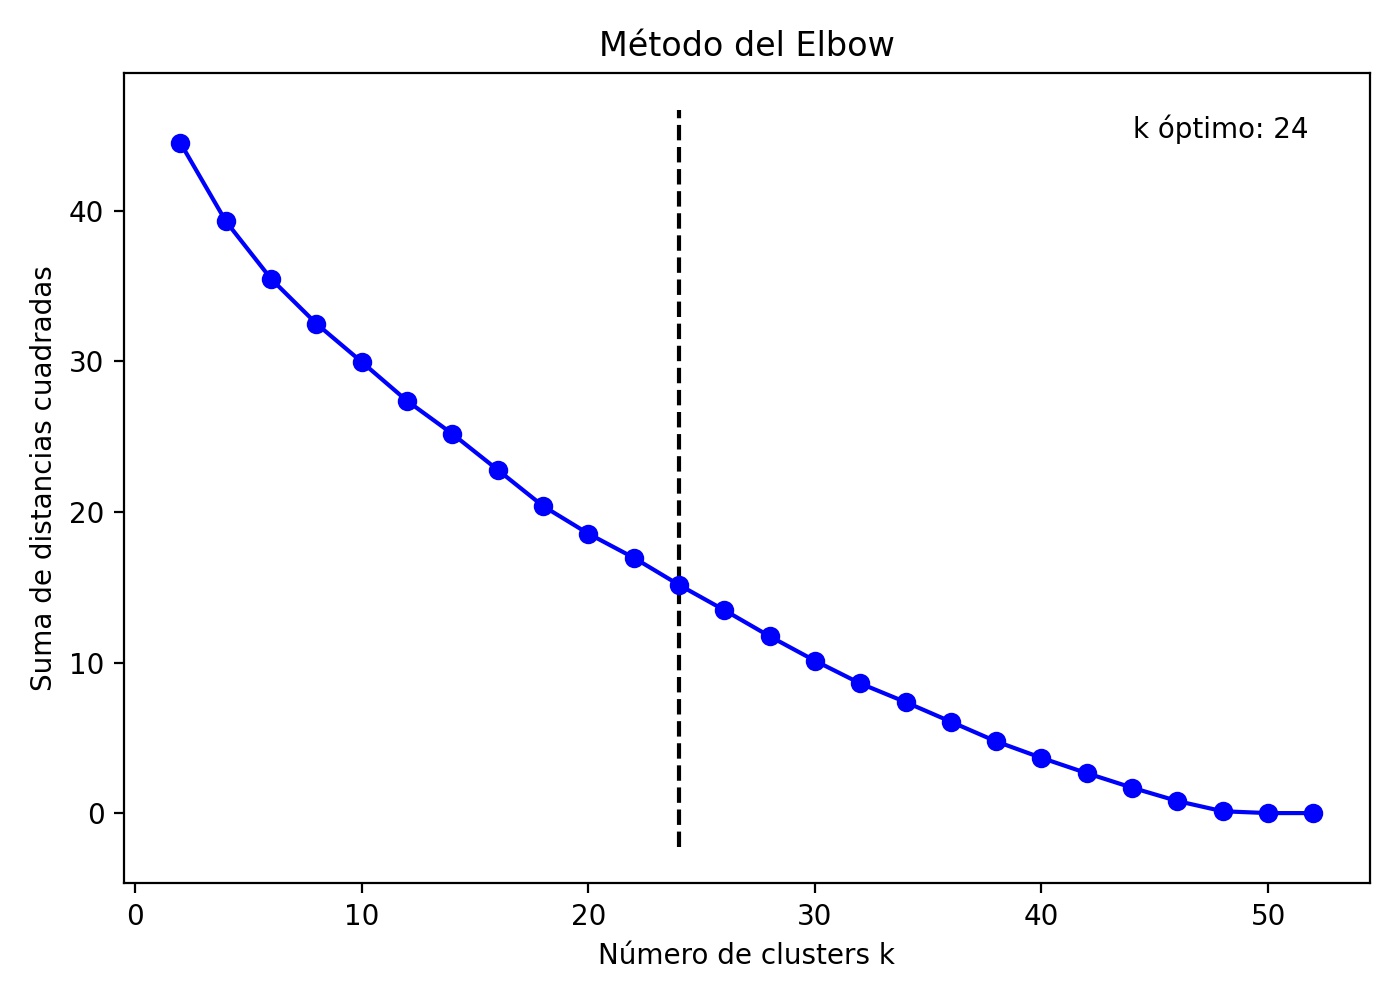 Método del Elbow
k óptimo: 24
Suma de distancias cuadradas
40
30
20
10
0
0 10 20 30 40 50
Número de clusters k